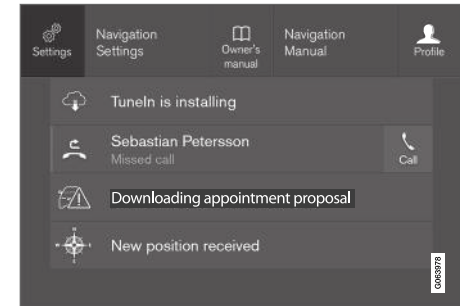 Settings
Navigation
Settings
Owner's
manual
Navigation
Manual
Profile
TuneIn is installing
Sebastian Petersson
Missed call
Call
Downloading appointment proposal
New position received
G063978